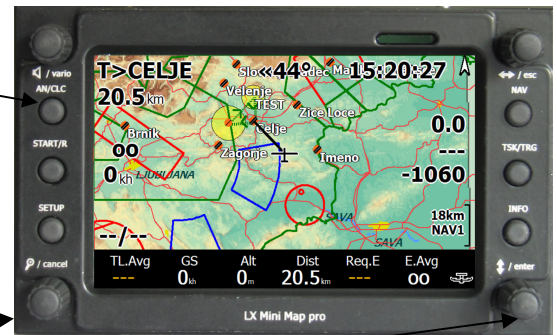 / vario
AN/CLC
START/R
SETUP
/ cancel
T>CELJE
«44°
15:20:27
20.5km
Velenje
TEST
Zice Loce
Celje
Brnik
Zagorje
Imeno
LJUBLJANA
oo
0kh
--/--
0.0
---
-1060
18km
NAV1
SAVA
SAVA
TL.Avg GS Alt Dist Req.E E.Avg
--- 0kh 0m 20.5km --- oo
LX Mini Map pro
/ esc
NAV
TSK/TRG
INFO
/ enter